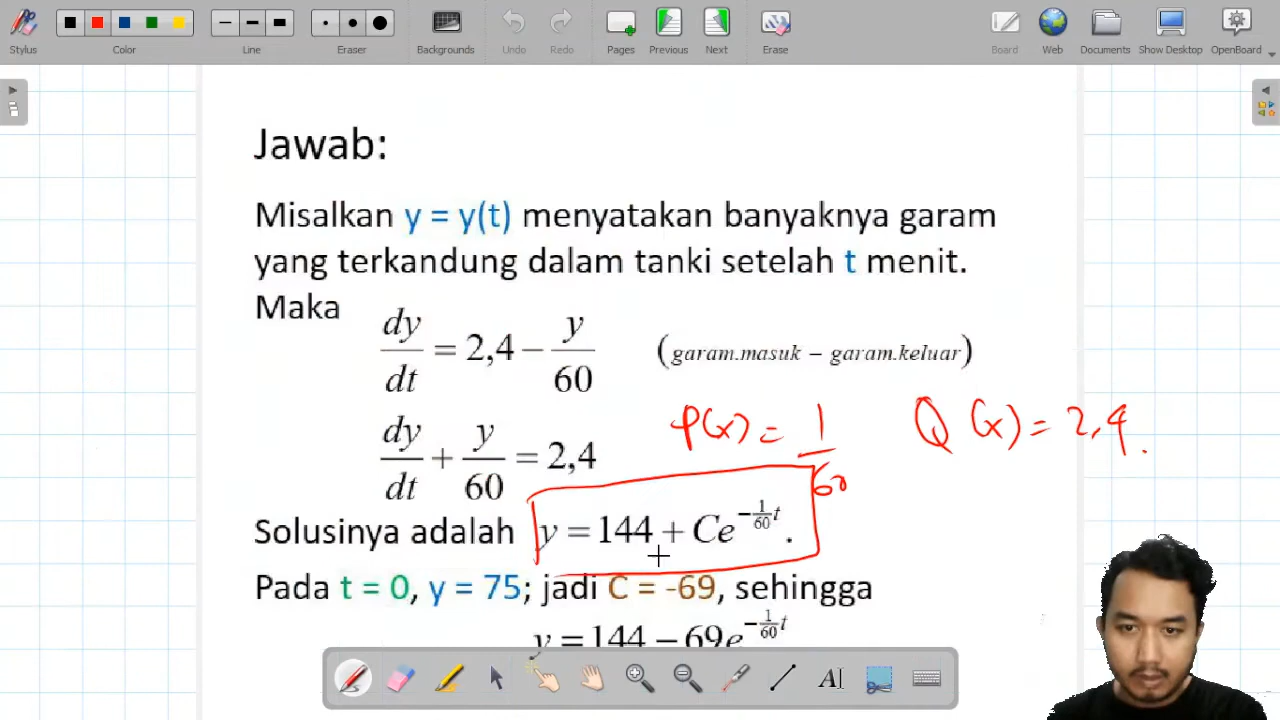 Stylus Color Line Eraser Backgrounds Undo Redo Pages Previous Next Erase Board Web Documents Show Desktop OpenBoard
Jawab:
Misalkan y = y(t) menyatakan banyaknya garam
yang terkandung dalam tanki setelah t menit.
Maka
dy/dt = 2,4 − y/60 (garam.masuk − garam.keluar)
P(x) = 1/60 Q(x) = 2,4.
dy/dt + y/60 = 2,4
Solusinya adalah y = 144 + Ce^{−1/60 t}.
Pada t = 0, y = 75; jadi C = -69, sehingga
y = 144 − 69e^{−1/60 t}